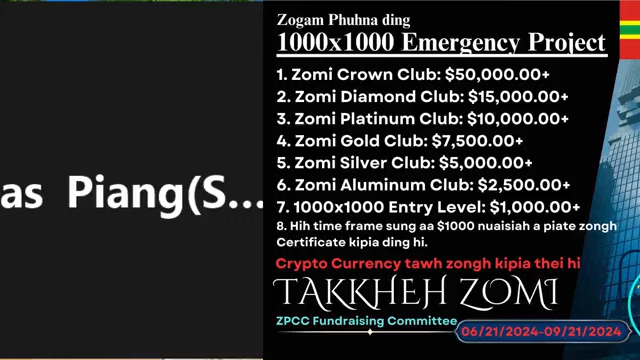 as Piang(S...
Zogam Phuhna ding
1000x1000 Emergency Project
1. Zomi Crown Club: $50,000.00+
2. Zomi Diamond Club: $15,000.00+
3. Zomi Platinum Club: $10,000.00+
4. Zomi Gold Club: $7,500.00+
5. Zomi Silver Club: $5,000.00+
6. Zomi Aluminum Club: $2,500.00+
7. 1000x1000 Entry Level: $1,000.00+
8. Hih time frame sung aa $1000 nuaisiah a piate zongh
Certificate kipia ding hi.
Crypto Currency tawh zongh kipia thei hi
TAKKHEH ZOMI
ZPCC Fundraising Committee
06/21/2024-09/21/2024